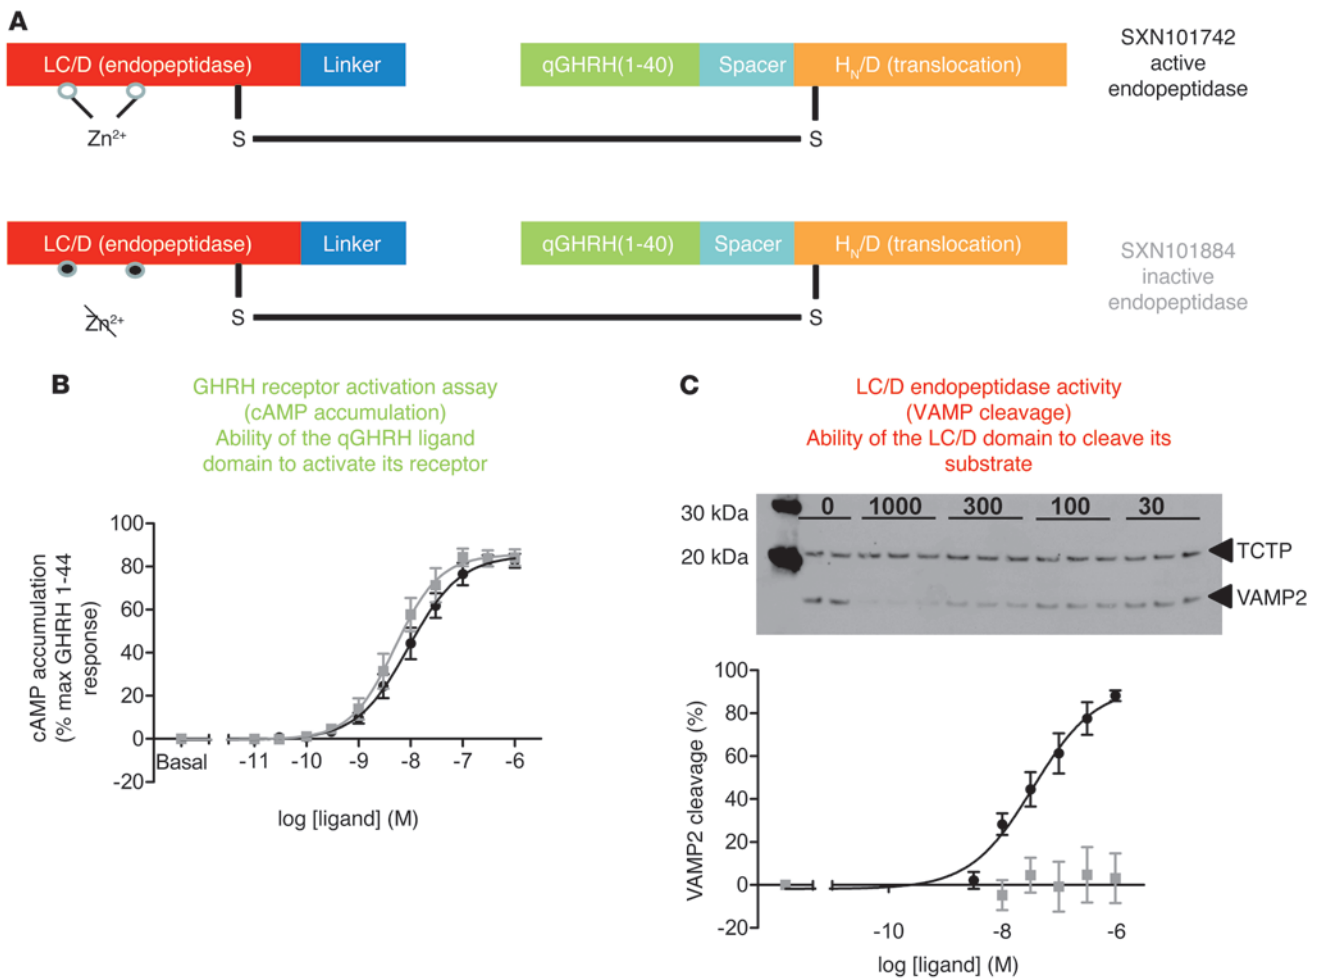 A
LC/D (endopeptidase) Linker qGHRH(1-40) Spacer HN/D (translocation)
SXN101742
active
endopeptidase
Zn2+
S S
LC/D (endopeptidase) Linker qGHRH(1-40) Spacer HN/D (translocation)
SXN101884
inactive
endopeptidase
Zn2+
S S
B
GHRH receptor activation assay
(cAMP accumulation)
Ability of the qGHRH ligand
domain to activate its receptor
cAMP accumulation
(% max GHRH 1-44
response)
100
80
60
40
20
0
-20
Basal -11 -10 -9 -8 -7 -6
log [ligand] (M)
C
LC/D endopeptidase activity
(VAMP cleavage)
Ability of the LC/D domain to cleave its
substrate
0 1000 300 100 30
30 kDa
20 kDa
TCTP
VAMP2
VAMP2 cleavage (%)
100
80
60
40
20
0
-20
-10 -8 -6
log [ligand] (M)